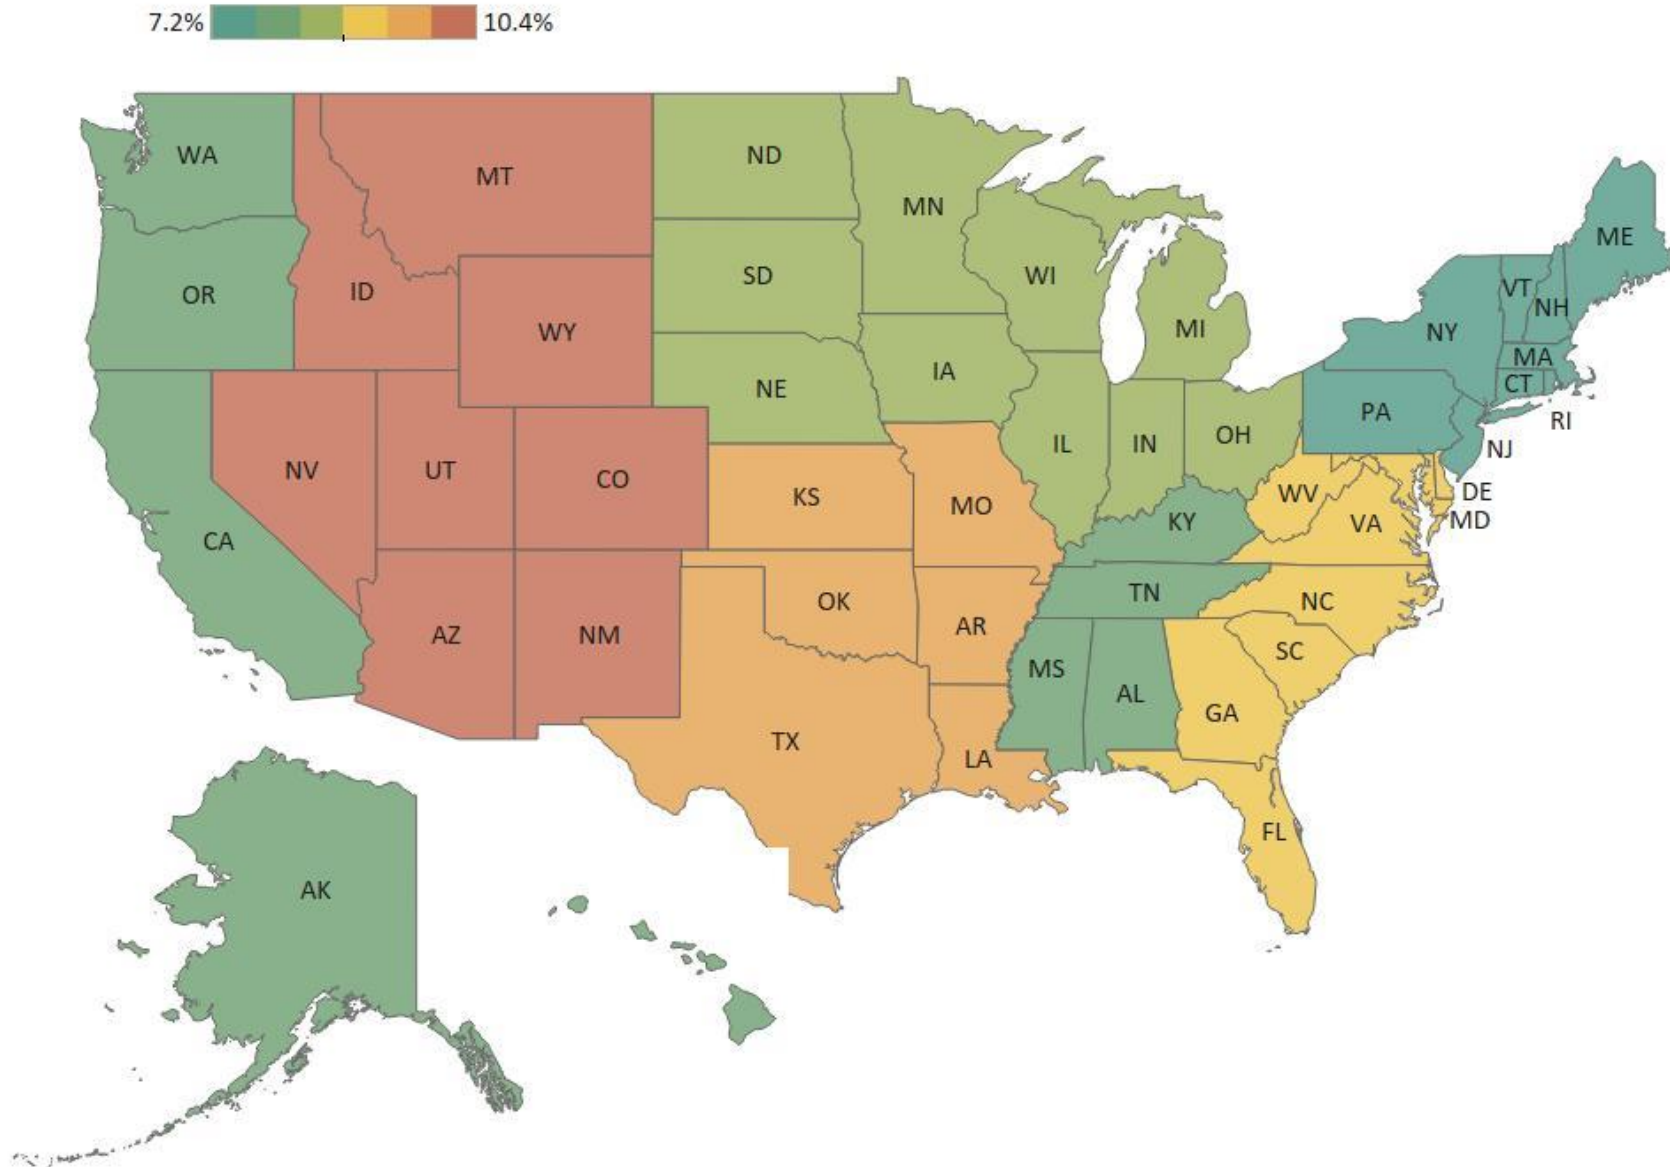 7.2% 10.4%
WA
MT
ND
MN
ME
OR
ID
SD
WI
VT
NH
WY
MI
NY
MA
IA
CT
NE
PA
RI
OH
IL
IN
NJ
NV
UT
CO
KS
MO
WV
DE
MD
KY
VA
CA
TN
OK
NC
AR
AZ
NM
SC
MS
AL
GA
TX
LA
FL
AK